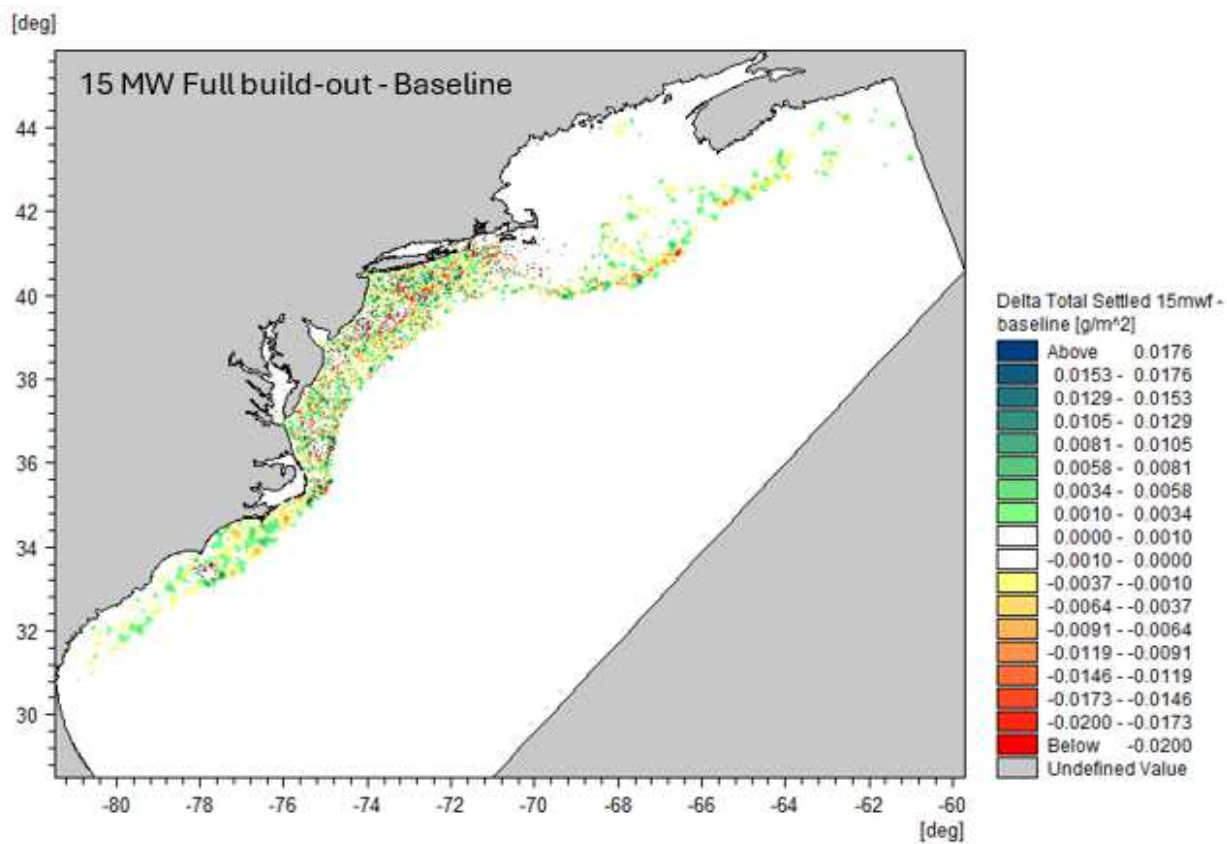 [deg]
15 MW Full build-out - Baseline
44
42
40
38
36
34
32
30
-80
-78
-76
-74
-72
-70
-68
-66
-64
-62
-60
[deg]
Delta Total Settled 15mwf -
baseline [g/m^2]
Above 0.0176
0.0153 - 0.0176
0.0129 - 0.0153
0.0105 - 0.0129
0.0081 - 0.0105
0.0058 - 0.0081
0.0034 - 0.0058
0.0010 - 0.0034
0.0000 - 0.0010
-0.0010 - 0.0000
-0.0037 - -0.0010
-0.0064 - -0.0037
-0.0091 - -0.0064
-0.0119 - -0.0091
-0.0146 - -0.0119
-0.0173 - -0.0146
-0.0200 - -0.0173
Below -0.0200
Undefined Value